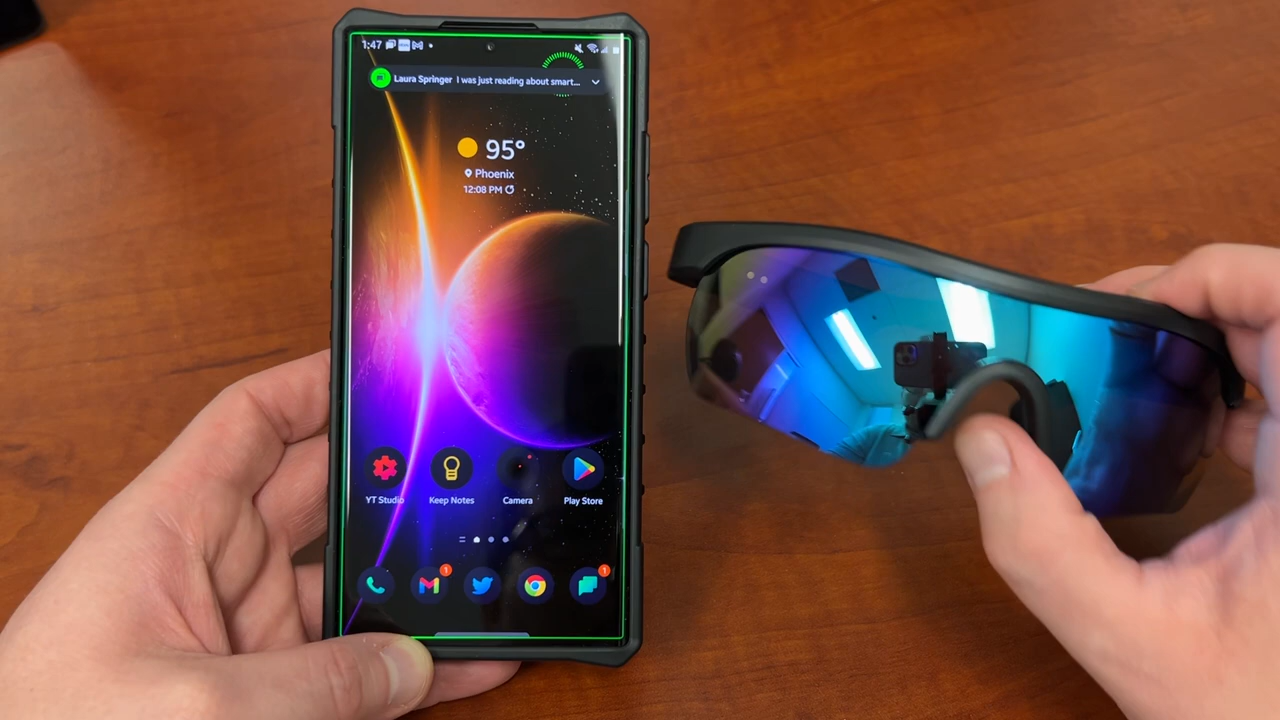 1:47
Laura Springer I was just reading about smart...
95°
Phoenix
12:08 PM
YT Studio Keep Notes Camera Play Store
1 1